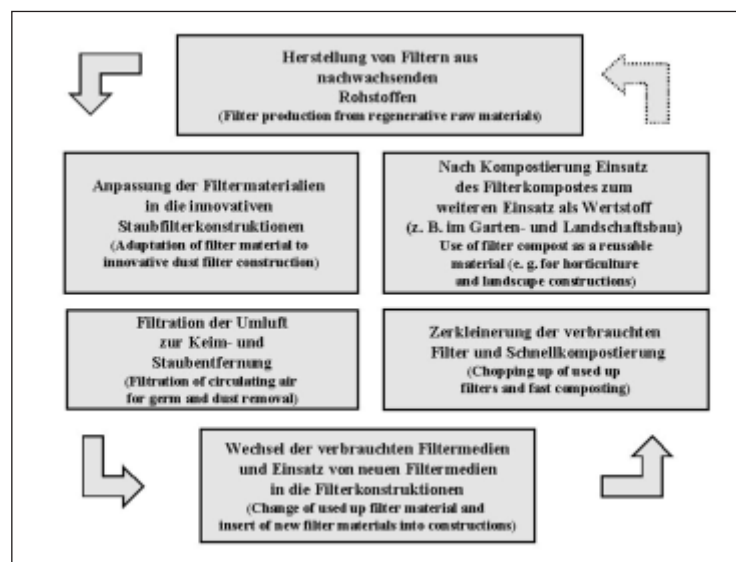 Herstellung von Filtern aus
nachwachsenden
Rohstoffen
(Filter production from regenerative raw materials)
Anpassung der Filtermaterialien
in die innovativen
Staubfilterkonstruktionen
(Adaptation of filter material to
innovative dust filter construction)
Nach Kompostierung Einsatz
des Filterkompostes zum
weiteren Einsatz als Wertstoff
(z. B. im Garten- und Landschaftsbau)
Use of filter compost as a reusable
material (e. g. for horticulture
and landscape constructions)
Filtration der Umluft
zur Keim- und
Staubentfernung
(Filtration of circulating air
for germ and dust removal)
Zerkleinerung der verbrauchten
Filter und Schnellkompostierung
(Chopping up of used up
filters and fast composting)
Wechsel der verbrauchten Filtermedien
und Einsatz von neuen Filtermedien
in die Filterkonstruktionen
(Change of used up filter material and
insert of new filter materials into constructions)